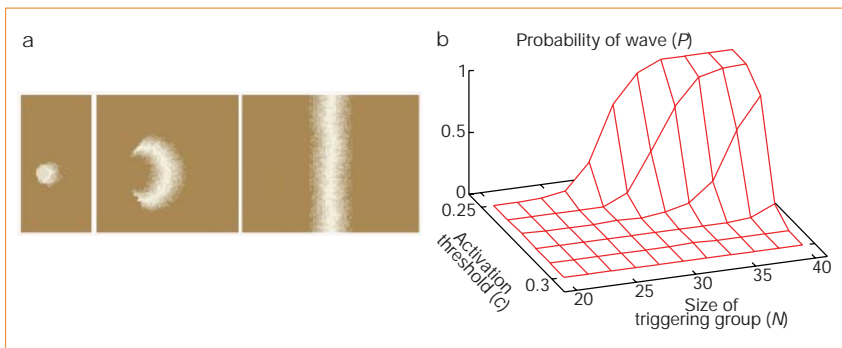 a
b
Probability of wave (P)
1
0.5
0
0.25
Activation
threshold (c)
0.3
20
25
30
35
40
Size of
triggering group (N)